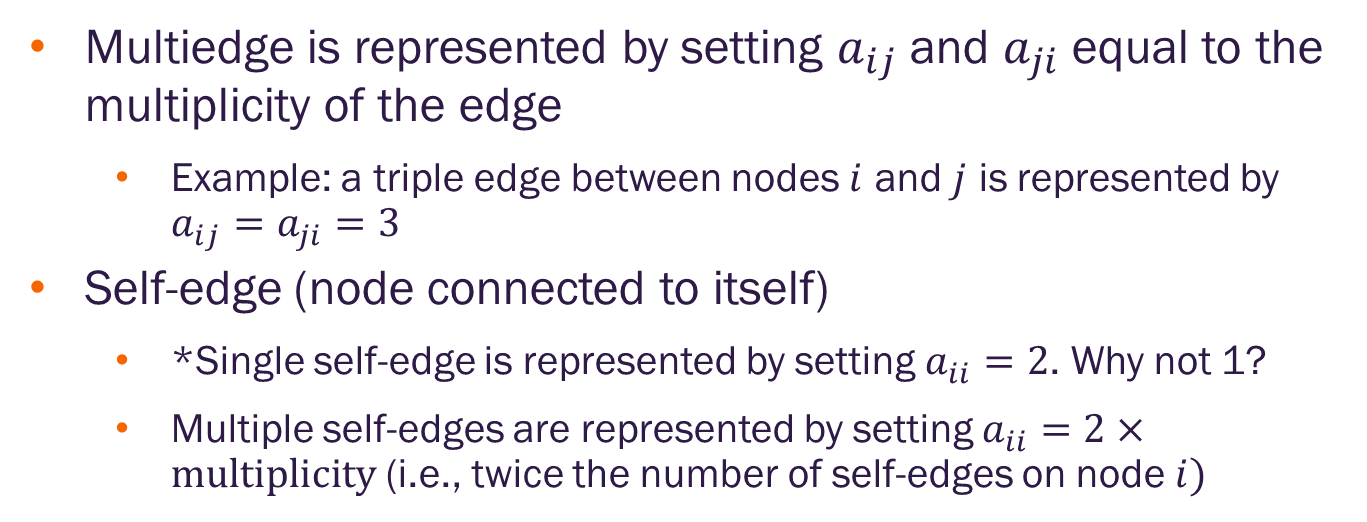 • Multiedge is represented by setting 𝑎𝑖𝑗 and 𝑎𝑗𝑖 equal to the
multiplicity of the edge
• Example: a triple edge between nodes 𝑖 and 𝑗 is represented by
𝑎𝑖𝑗 = 𝑎𝑗𝑖 = 3
• Self-edge (node connected to itself)
• *Single self-edge is represented by setting 𝑎𝑖𝑖 = 2. Why not 1?
• Multiple self-edges are represented by setting 𝑎𝑖𝑖 = 2 ×
multiplicity (i.e., twice the number of self-edges on node 𝑖)